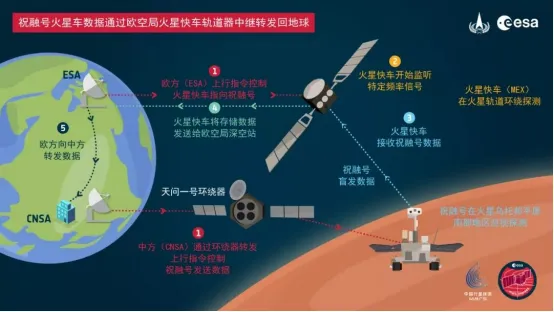 祝融号火星车数据通过欧空局火星快车轨道器中继转发回地球
esa
ESA
1
欧方（ESA）上行指令控制
火星快车指向祝融号
2
火星快车开始监听
特定频率信号
火星快车（MEX）
在火星轨道环绕探测
4
火星快车将存储数据
发送给欧空局深空站
3
火星快车
接收祝融号数据
5
欧方向中方
转发数据
祝融号
盲发数据
天问一号环绕器
CNSA
1
中方（CNSA）通过环绕器转发
上行指令控制
祝融号发送数据
祝融号在火星乌托邦平原
南部地区巡视探测
中国行星探测
esa